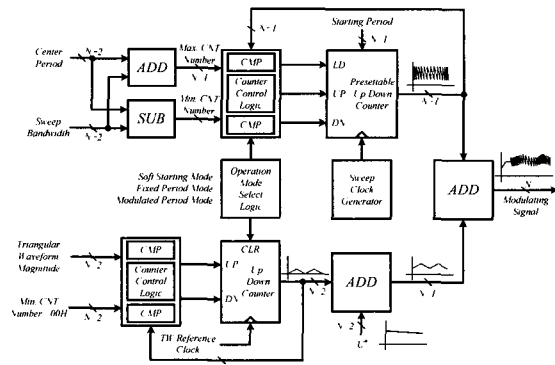 N-1
Starting Period
N-1
Center
Period
N-2
ADD
Max. CNT
Number
N-1
CMP
Counter
Control
Logic
CMP
LD
UP
DN
Presettable
Up Down
Counter
N-1
SUB
Min. CNT
Number
Sweep
Bandwidth
N-2
Soft Starting Mode
Fixed Period Mode
Modulated Period Mode
Operation
Mode
Select
Logic
Sweep
Clock
Generator
ADD
N
Modulating
Signal
Triangular
Waveform
Magnitude
N-2
CMP
Counter
Control
Logic
CMP
CLR
UP
Up
Down
Counter
DN
N-2
ADD
N-1
Min. CNT
Number 00H
N-2
TW Reference
Clock
N-2
U*